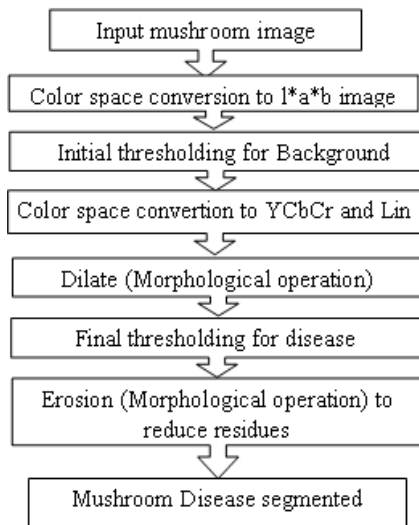 Input mushroom image
Color space conversion to l*a*b image
Initial thresholding for Background
Color space convertion to YCbCr and Lin
Dilate (Morphological operation)
Final thresholding for disease
Erosion (Morphological operation) to
reduce residues
Mushroom Disease segmented